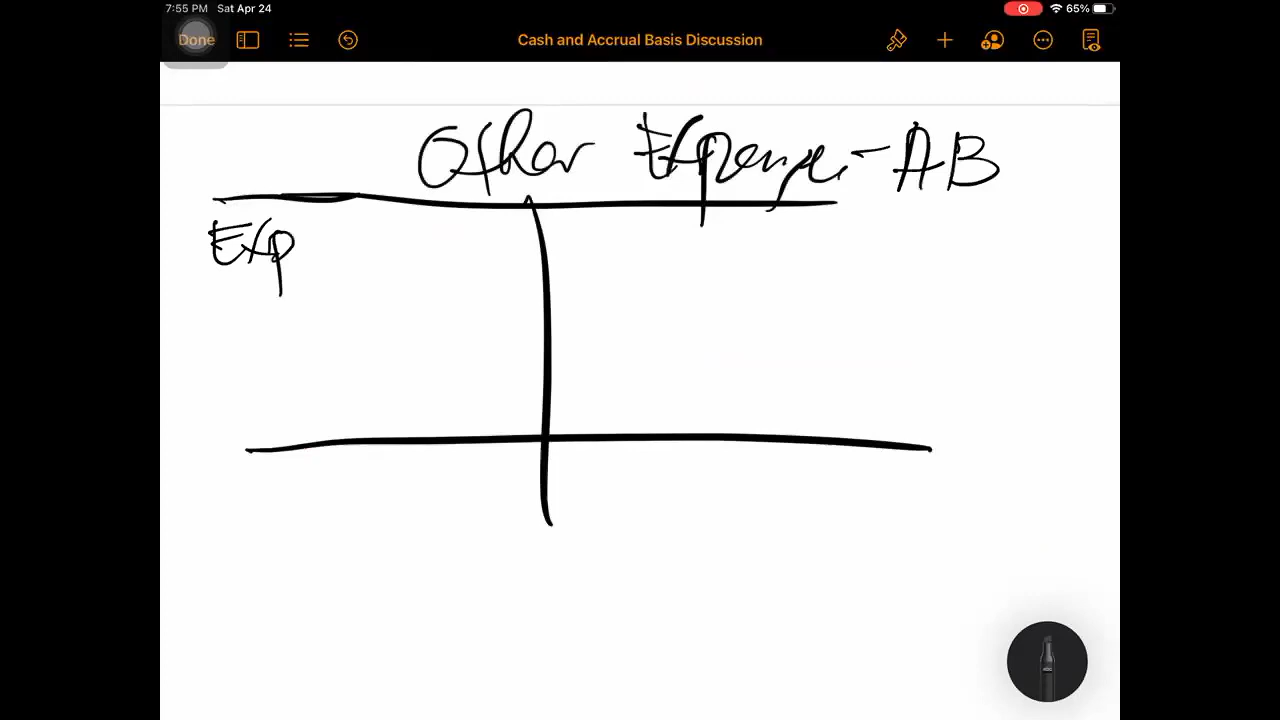 7:55 PM Sat Apr 24 65%
Done Cash and Accrual Basis Discussion
Other Expense - AB
Exp